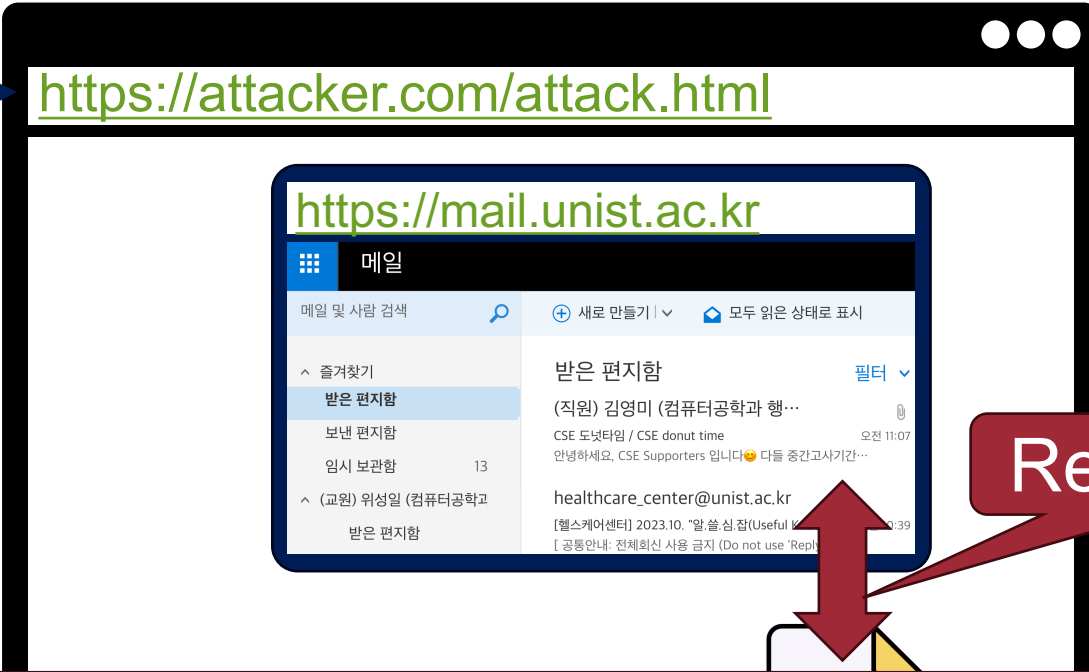 https://attacker.com/attack.html
https://mail.unist.ac.kr
메일
메일 및 사람 검색
새로 만들기
모두 읽은 상태로 표시
즐겨찾기
받은 편지함
보낸 편지함
임시 보관함 13
(교원) 위성일 (컴퓨터공학과
받은 편지함
받은 편지함
필터
(직원) 김영미 (컴퓨터공학과 행…
CSE 도넛타임 / CSE donut time 오전 11:07
안녕하세요, CSE Supporters 입니다😊 다들 중간고사기간…
healthcare_center@unist.ac.kr
[헬스케어센터] 2023.10. "알.쓸.심.잡(Useful :39
[ 공통안내: 전체회신 사용 금지 (Do not use 'Reply
Re